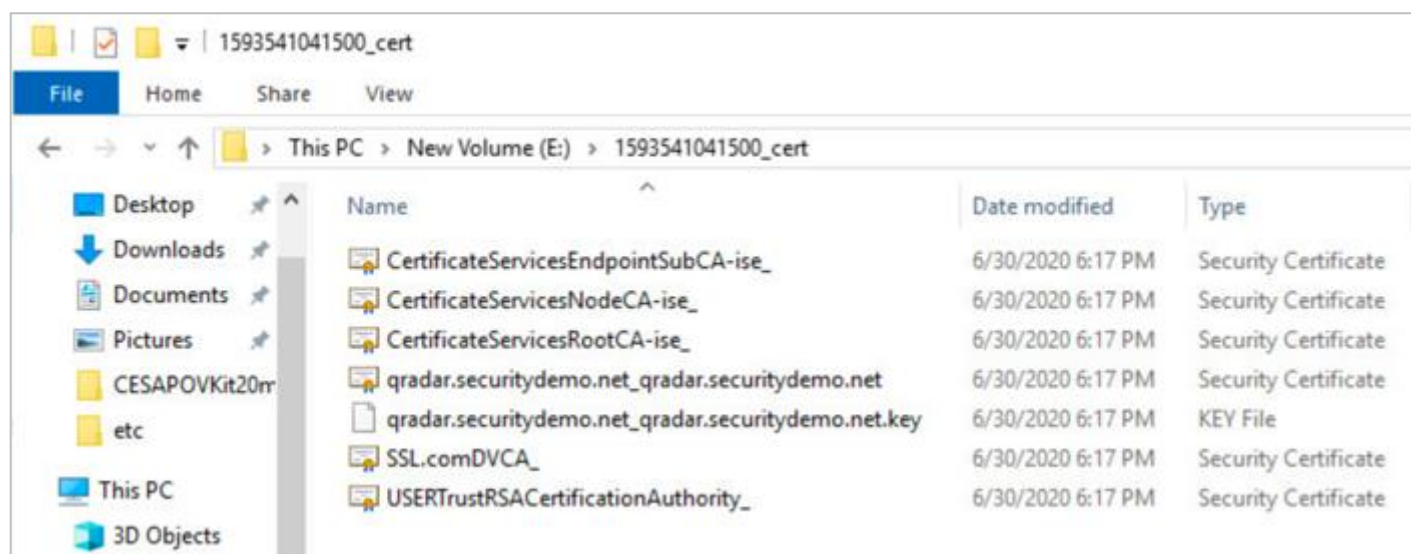 1593541041500_cert
File Home Share View
This PC > New Volume (E:) > 1593541041500_cert
Desktop
Downloads
Documents
Pictures
CESAPOVKit20m
etc
This PC
3D Objects
Name Date modified Type
CertificateServicesEndpointSubCA-ise_ 6/30/2020 6:17 PM Security Certificate
CertificateServicesNodeCA-ise_ 6/30/2020 6:17 PM Security Certificate
CertificateServicesRootCA-ise_ 6/30/2020 6:17 PM Security Certificate
qradar.securitydemo.net_qradar.securitydemo.net 6/30/2020 6:17 PM Security Certificate
qradar.securitydemo.net_qradar.securitydemo.net.key 6/30/2020 6:17 PM KEY File
SSL.comDVCA_ 6/30/2020 6:17 PM Security Certificate
USERTrustRSACertificationAuthority_ 6/30/2020 6:17 PM Security Certificate